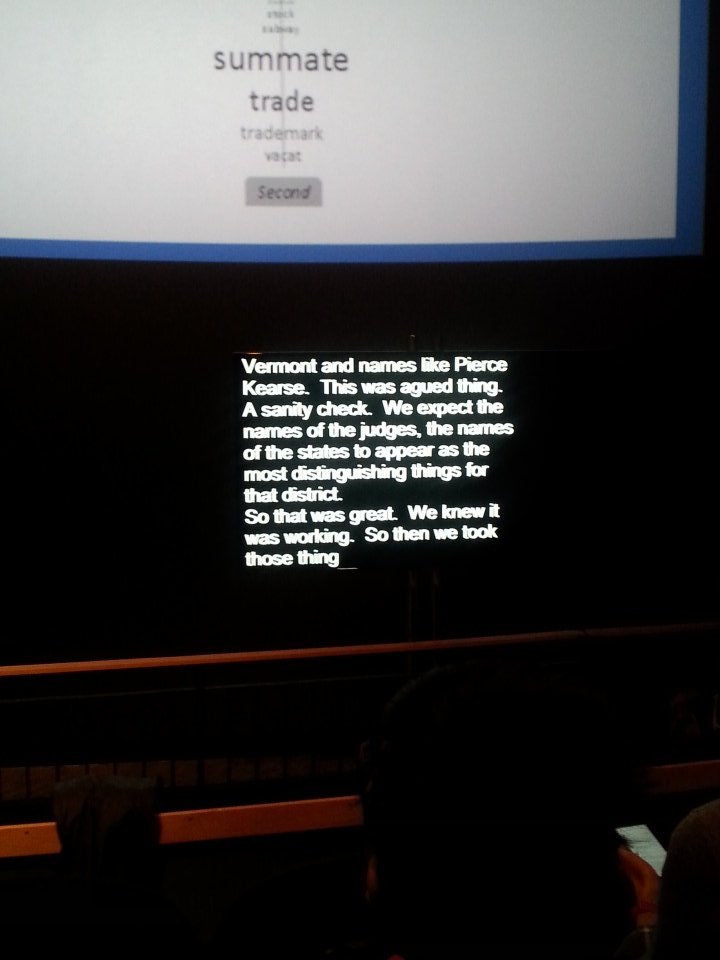 stock
subway
summate
trade
trademark
vacat
Second
Vermont and names like Pierce
Kearse.  This was agued thing.
A sanity check.  We expect the
names of the judges, the names
of the states to appear as the
most distinguishing things for
that district.
So that was great.  We knew it
was working.  So then we took
those thing_